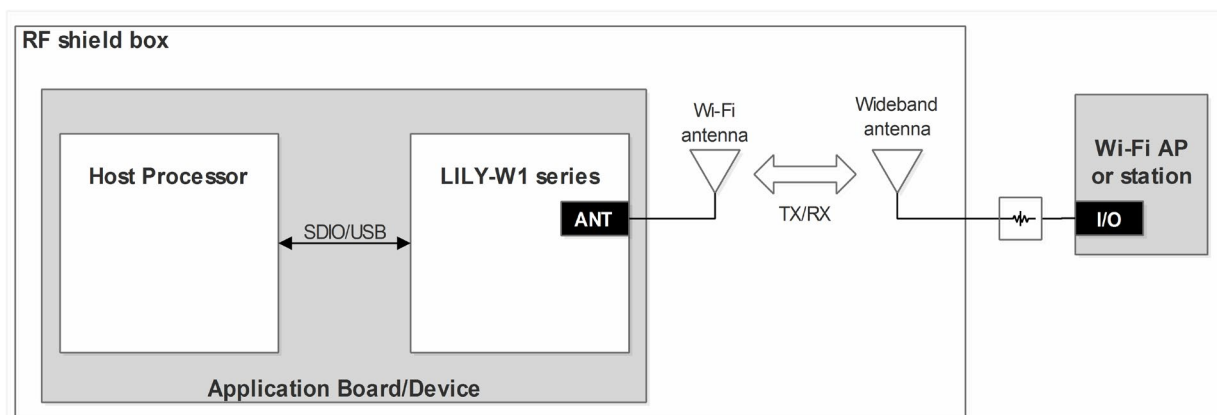 RF shield box
Wi-Fi
antenna
Wideband
antenna
Wi-Fi AP
or station
Host Processor
LILY-W1 series
ANT
SDIO/USB
TX/RX
I/O
Application Board/Device